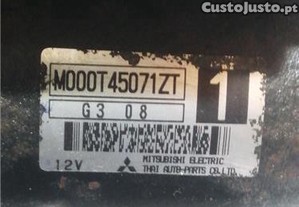 CustoJusto.pt
M000T45071ZT
1
G3 08
12V
MITSUBISHI ELECTRIC
THAI AUTO-PARTS CO.,LTD.